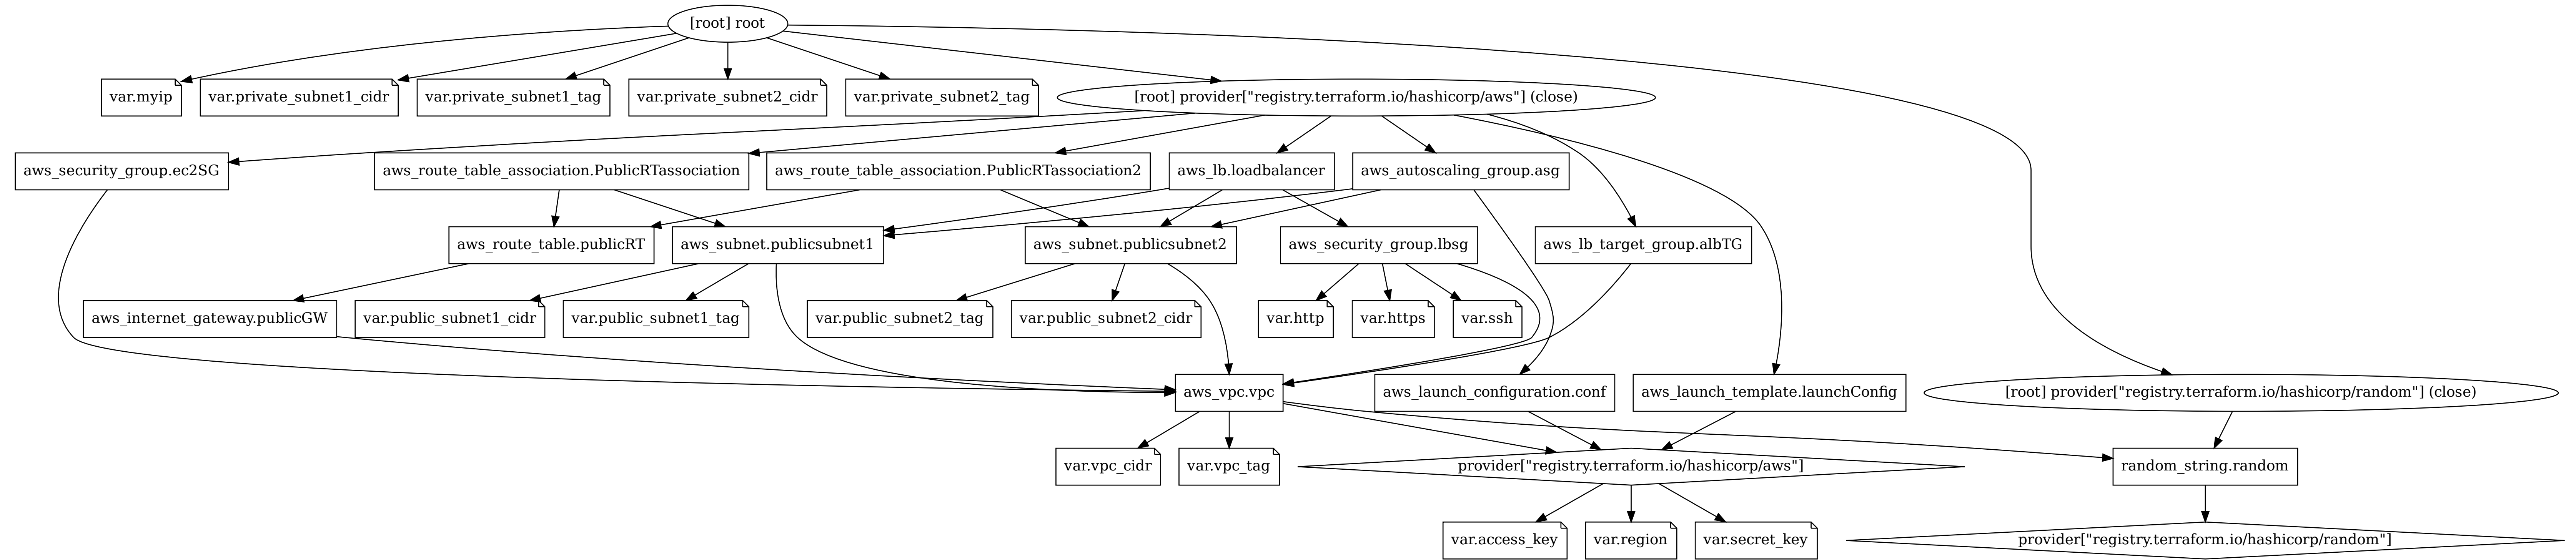 [root] root
var.myip
var.private_subnet1_cidr
var.private_subnet1_tag
var.private_subnet2_cidr
var.private_subnet2_tag
[root] provider["registry.terraform.io/hashicorp/aws"] (close)
aws_security_group.ec2SG
aws_route_table_association.PublicRTassociation
aws_route_table_association.PublicRTassociation2
aws_lb.loadbalancer
aws_autoscaling_group.asg
aws_route_table.publicRT
aws_subnet.publicsubnet1
aws_subnet.publicsubnet2
aws_security_group.lbsg
aws_lb_target_group.albTG
aws_internet_gateway.publicGW
var.public_subnet1_cidr
var.public_subnet1_tag
var.public_subnet2_tag
var.public_subnet2_cidr
var.http
var.https
var.ssh
aws_vpc.vpc
aws_launch_configuration.conf
aws_launch_template.launchConfig
[root] provider["registry.terraform.io/hashicorp/random"] (close)
var.vpc_cidr
var.vpc_tag
provider["registry.terraform.io/hashicorp/aws"]
random_string.random
var.access_key
var.region
var.secret_key
provider["registry.terraform.io/hashicorp/random"]